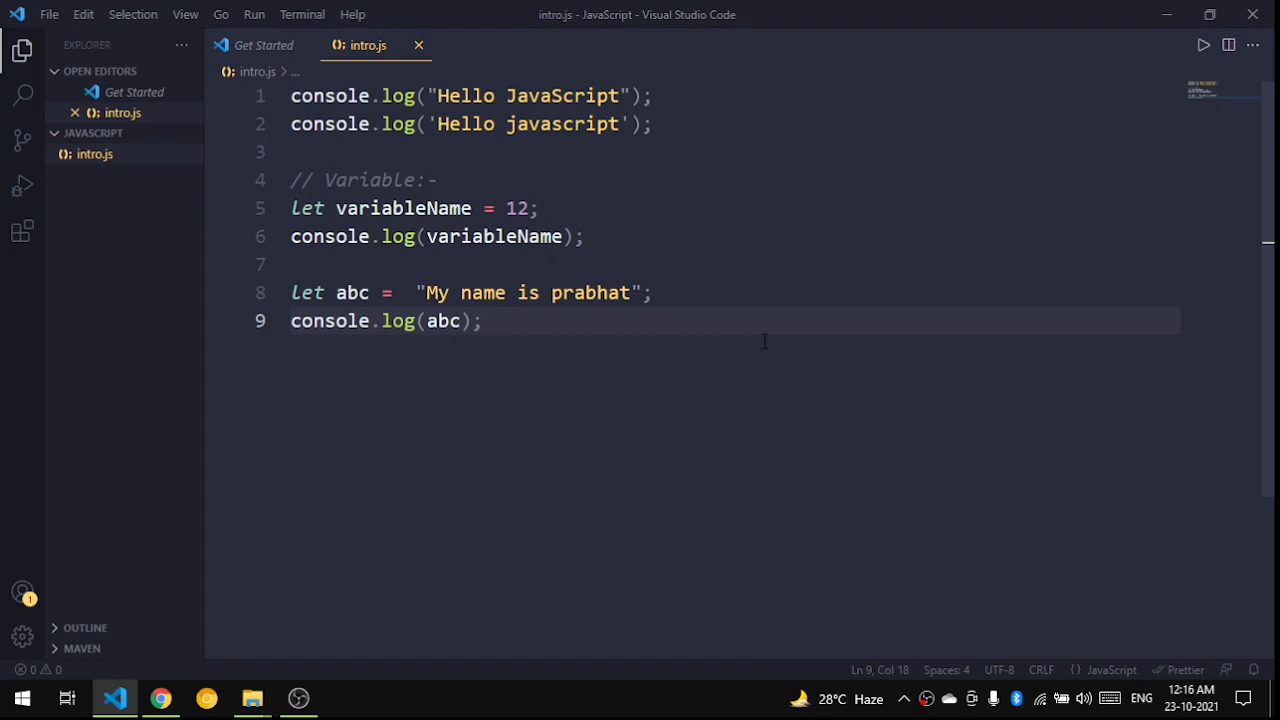 File Edit Selection View Go Run Terminal Help intro.js - JavaScript - Visual Studio Code
EXPLORER ···
Get Started
intro.js
OPEN EDITORS
Get Started
intro.js
JAVASCRIPT
intro.js
OUTLINE
MAVEN
intro.js > ...
1 console.log("Hello JavaScript");
2 console.log('Hello javascript');
3
4 // Variable:-
5 let variableName = 12;
6 console.log(variableName);
7
8 let abc =  "My name is prabhat";
9 console.log(abc);
1
0 0 Ln 9, Col 18 Spaces: 4 UTF-8 CRLF {} JavaScript Prettier
28°C Haze ENG 12:16 AM
23-10-2021